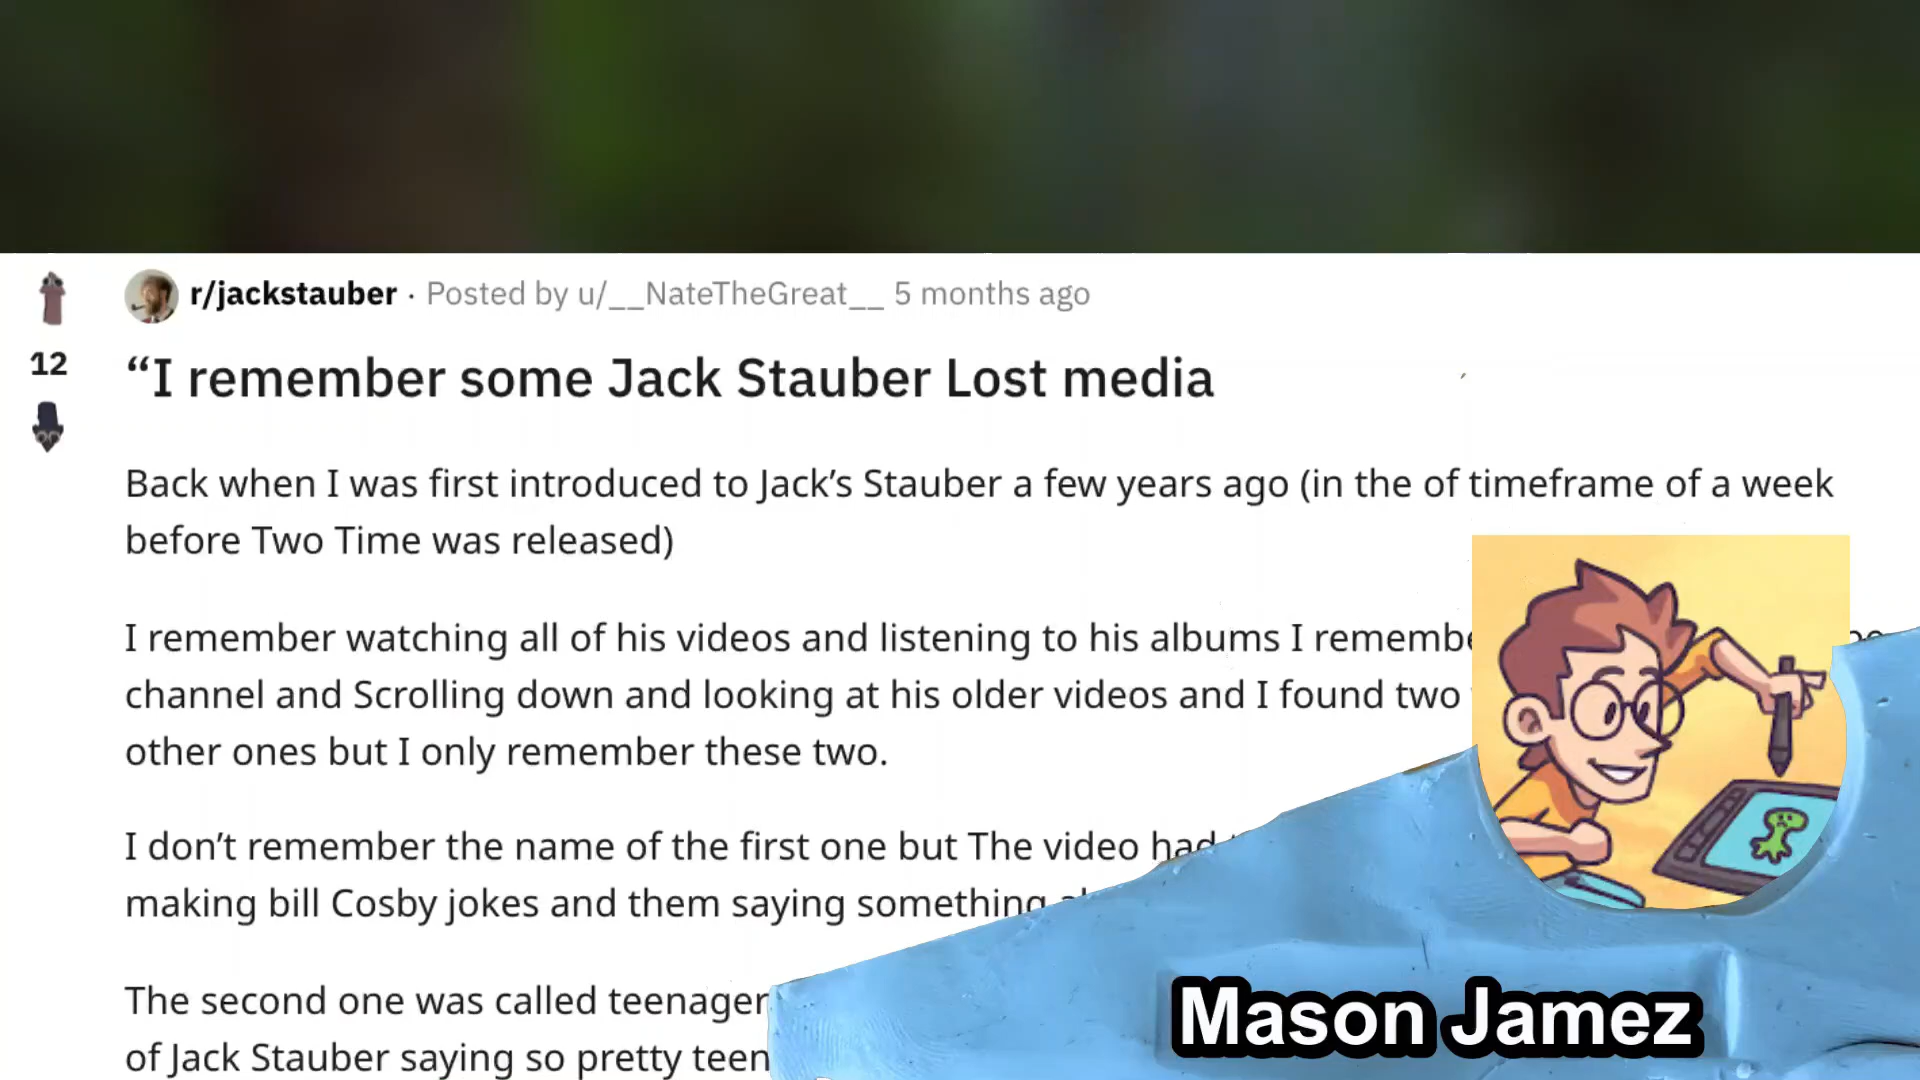 r/jackstauber · Posted by u/__NateTheGreat__ 5 months ago
12
“I remember some Jack Stauber Lost media
Back when I was first introduced to Jack’s Stauber a few years ago (in the of timeframe of a week
before Two Time was released)
I remember watching all of his videos and listening to his albums I
channel and Scrolling down and looking at his older videos and I found two
other ones but I only remember these two.
I don’t remember the name of the first one but The video had
making bill Cosby jokes and them saying something
The second one was called teenager
of Jack Stauber saying so pretty teen
Mason Jamez